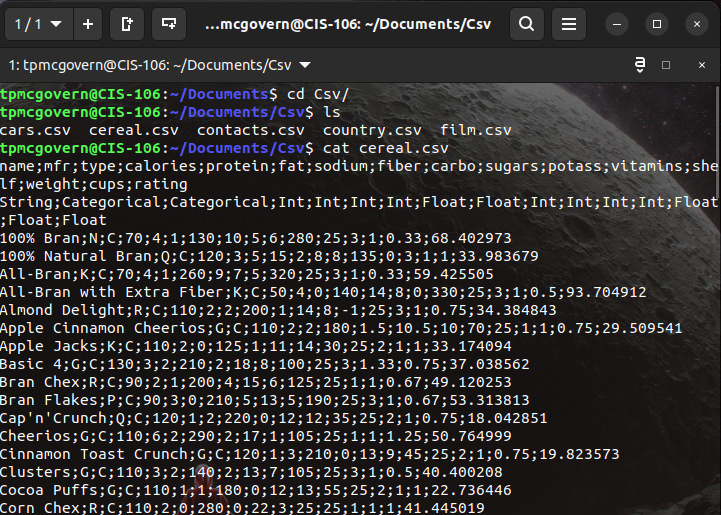 1 / 1
…mcgovern@CIS-106: ~/Documents/Csv
1: tpmcgovern@CIS-106: ~/Documents/Csv
a
tpmcgovern@CIS-106:~/Documents$ cd Csv/
tpmcgovern@CIS-106:~/Documents/Csv$ ls
cars.csv  cereal.csv  contacts.csv  country.csv  film.csv
tpmcgovern@CIS-106:~/Documents/Csv$ cat cereal.csv
name;mfr;type;calories;protein;fat;sodium;fiber;carbo;sugars;potass;vitamins;she
lf;weight;cups;rating
String;Categorical;Categorical;Int;Int;Int;Int;Float;Float;Int;Int;Int;Int;Float
;Float;Float
100% Bran;N;C;70;4;1;130;10;5;6;280;25;3;1;0.33;68.402973
100% Natural Bran;Q;C;120;3;5;15;2;8;8;135;0;3;1;1;33.983679
All-Bran;K;C;70;4;1;260;9;7;5;320;25;3;1;0.33;59.425505
All-Bran with Extra Fiber;K;C;50;4;0;140;14;8;0;330;25;3;1;0.5;93.704912
Almond Delight;R;C;110;2;2;200;1;14;8;-1;25;3;1;0.75;34.384843
Apple Cinnamon Cheerios;G;C;110;2;2;180;1.5;10.5;10;70;25;1;1;0.75;29.509541
Apple Jacks;K;C;110;2;0;125;1;11;14;30;25;2;1;1;33.174094
Basic 4;G;C;130;3;2;210;2;18;8;100;25;3;1.33;0.75;37.038562
Bran Chex;R;C;90;2;1;200;4;15;6;125;25;1;1;0.67;49.120253
Bran Flakes;P;C;90;3;0;210;5;13;5;190;25;3;1;0.67;53.313813
Cap'n'Crunch;Q;C;120;1;2;220;0;12;12;35;25;2;1;0.75;18.042851
Cheerios;G;C;110;6;2;290;2;17;1;105;25;1;1;1.25;50.764999
Cinnamon Toast Crunch;G;C;120;1;3;210;0;13;9;45;25;2;1;0.75;19.823573
Clusters;G;C;110;3;2;140;2;13;7;105;25;3;1;0.5;40.400208
Cocoa Puffs;G;C;110;1;1;180;0;12;13;55;25;2;1;1;22.736446
Corn Chex;R;C;110;2;0;280;0;22;3;25;25;1;1;1;41.445019